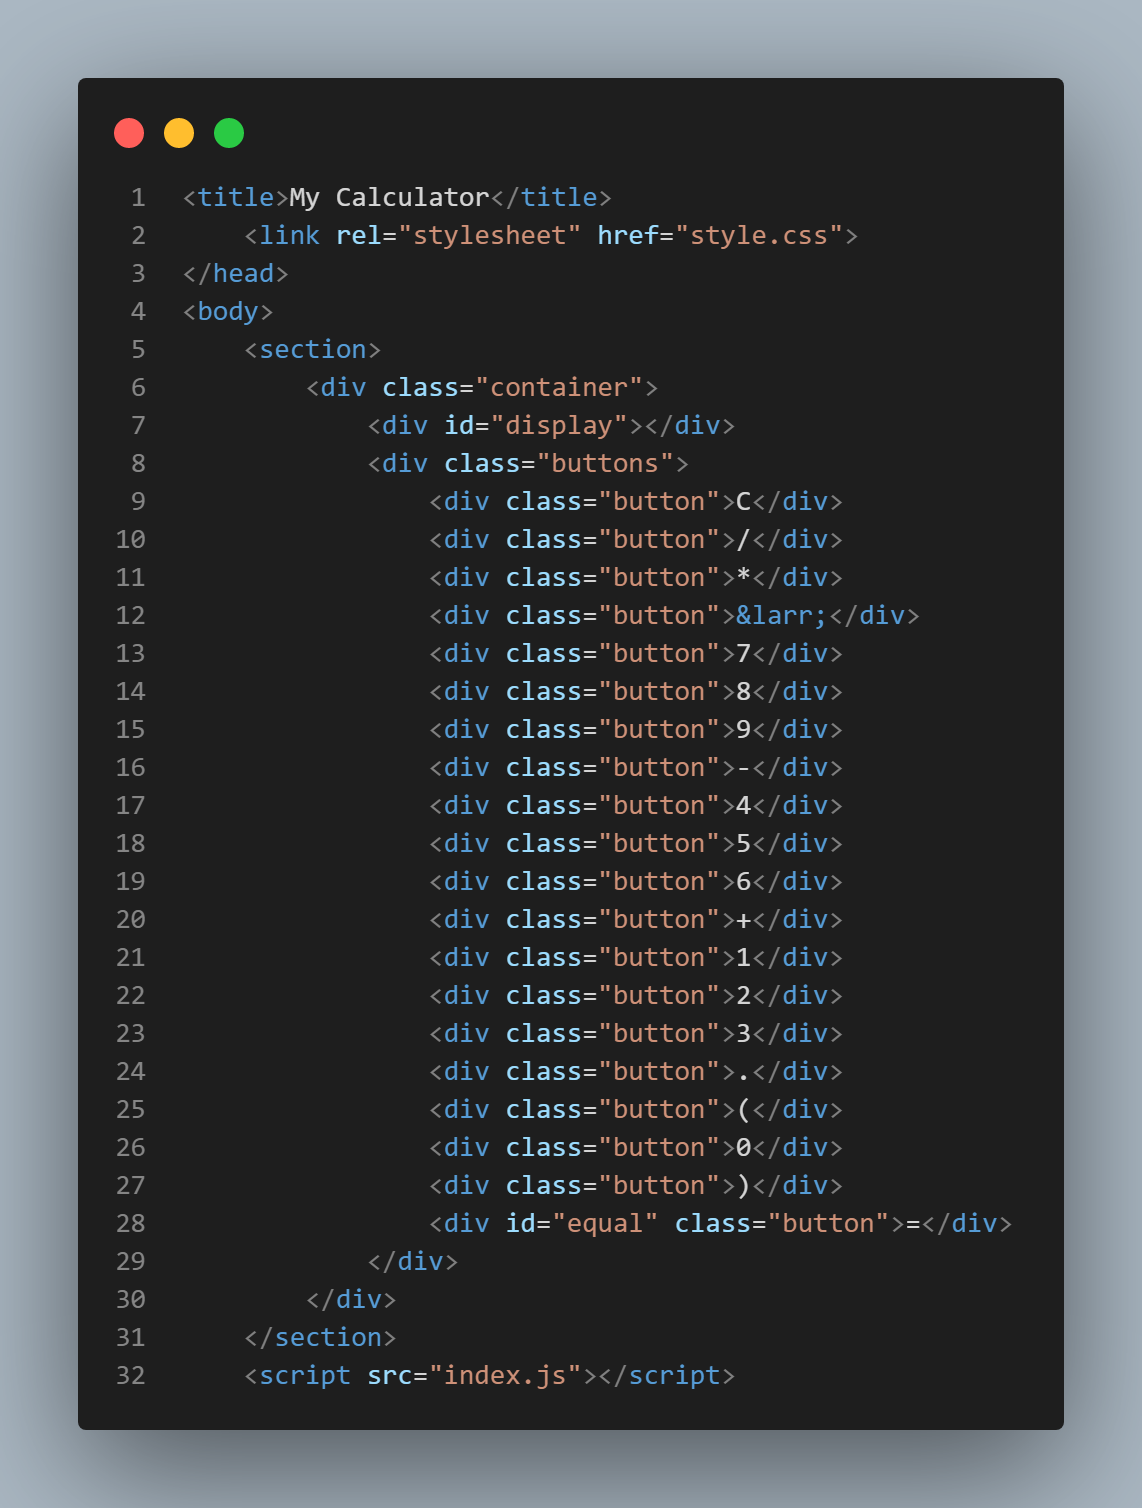 1 <title>My Calculator</title>
2     <link rel="stylesheet" href="style.css">
3 </head>
4 <body>
5     <section>
6         <div class="container">
7             <div id="display"></div>
8             <div class="buttons">
9                 <div class="button">C</div>
10                 <div class="button">/</div>
11                 <div class="button">*</div>
12                 <div class="button">&larr;</div>
13                 <div class="button">7</div>
14                 <div class="button">8</div>
15                 <div class="button">9</div>
16                 <div class="button">-</div>
17                 <div class="button">4</div>
18                 <div class="button">5</div>
19                 <div class="button">6</div>
20                 <div class="button">+</div>
21                 <div class="button">1</div>
22                 <div class="button">2</div>
23                 <div class="button">3</div>
24                 <div class="button">.</div>
25                 <div class="button">(</div>
26                 <div class="button">0</div>
27                 <div class="button">)</div>
28                 <div id="equal" class="button">=</div>
29             </div>
30         </div>
31     </section>
32     <script src="index.js"></script>